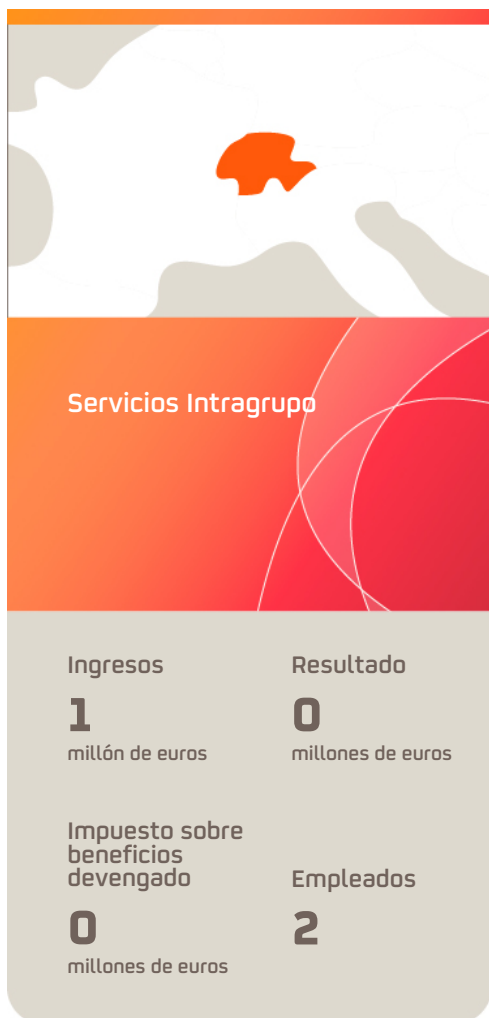 Servicios Intragrupo
Ingresos
1
millón de euros
Resultado
0
millones de euros
Impuesto sobre
beneficios
devengado
0
millones de euros
Empleados
2